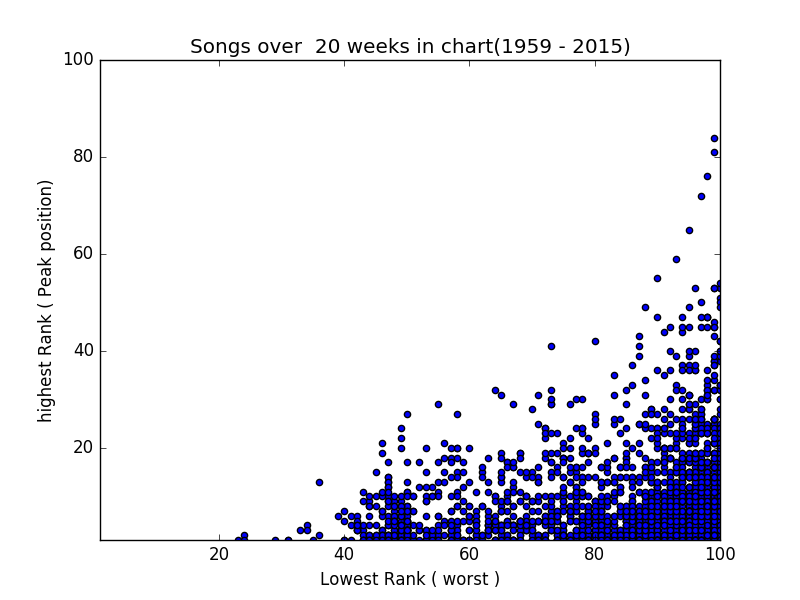 Songs over  20 weeks in chart(1959 - 2015)
100
80
60
40
20
highest Rank ( Peak position)
20 40 60 80 100
Lowest Rank ( worst )